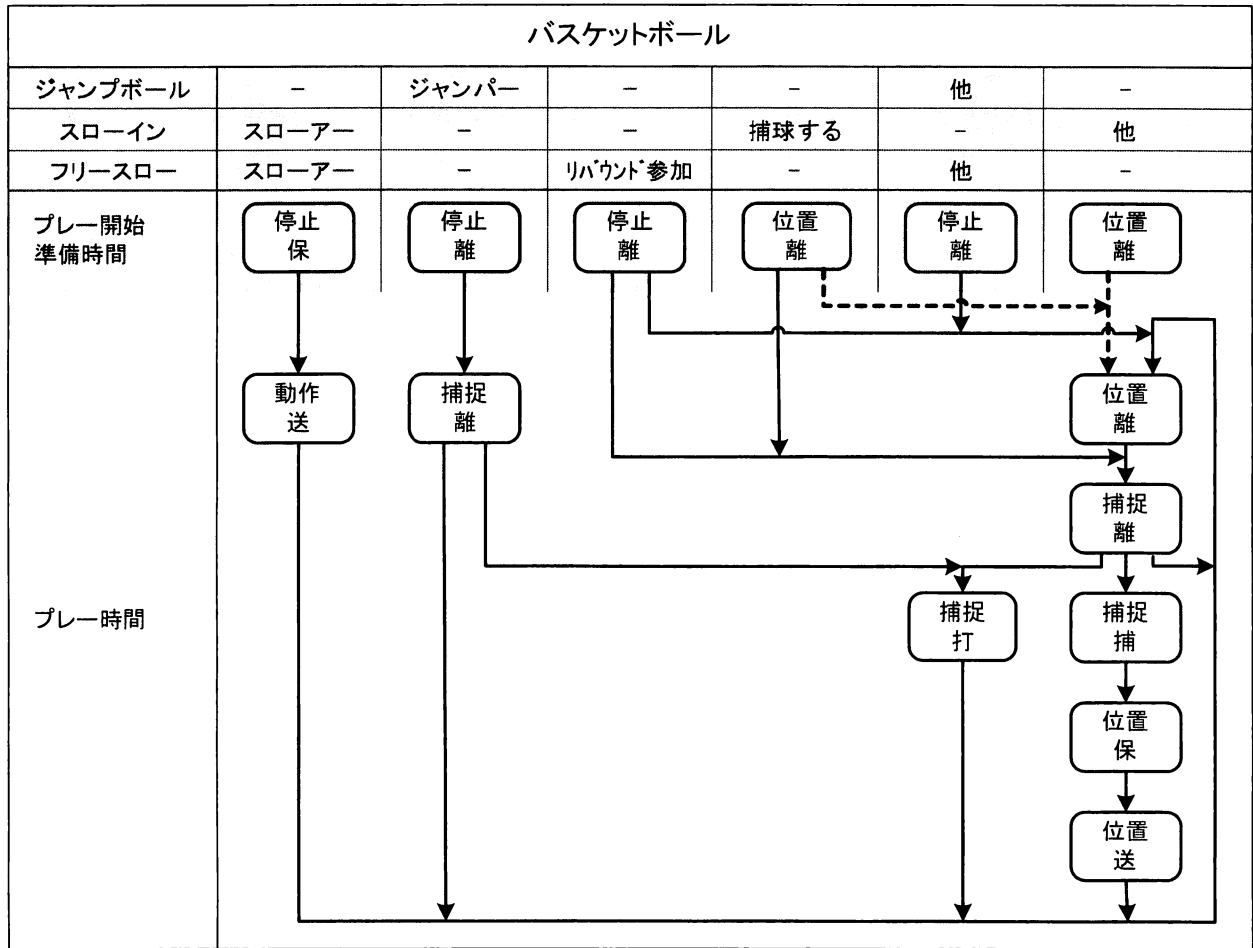 バスケットボール
ジャンプボール － ジャンパー － － 他 －
スローイン スローアー － － 捕球する － 他
フリースロー スローアー － リバウンド参加 － 他 －
プレー開始
準備時間
停止
保
停止
離
停止
離
位置
離
停止
離
位置
離
動作
送
捕捉
離
位置
離
捕捉
離
プレー時間
捕捉
打
捕捉
捕
位置
保
位置
送